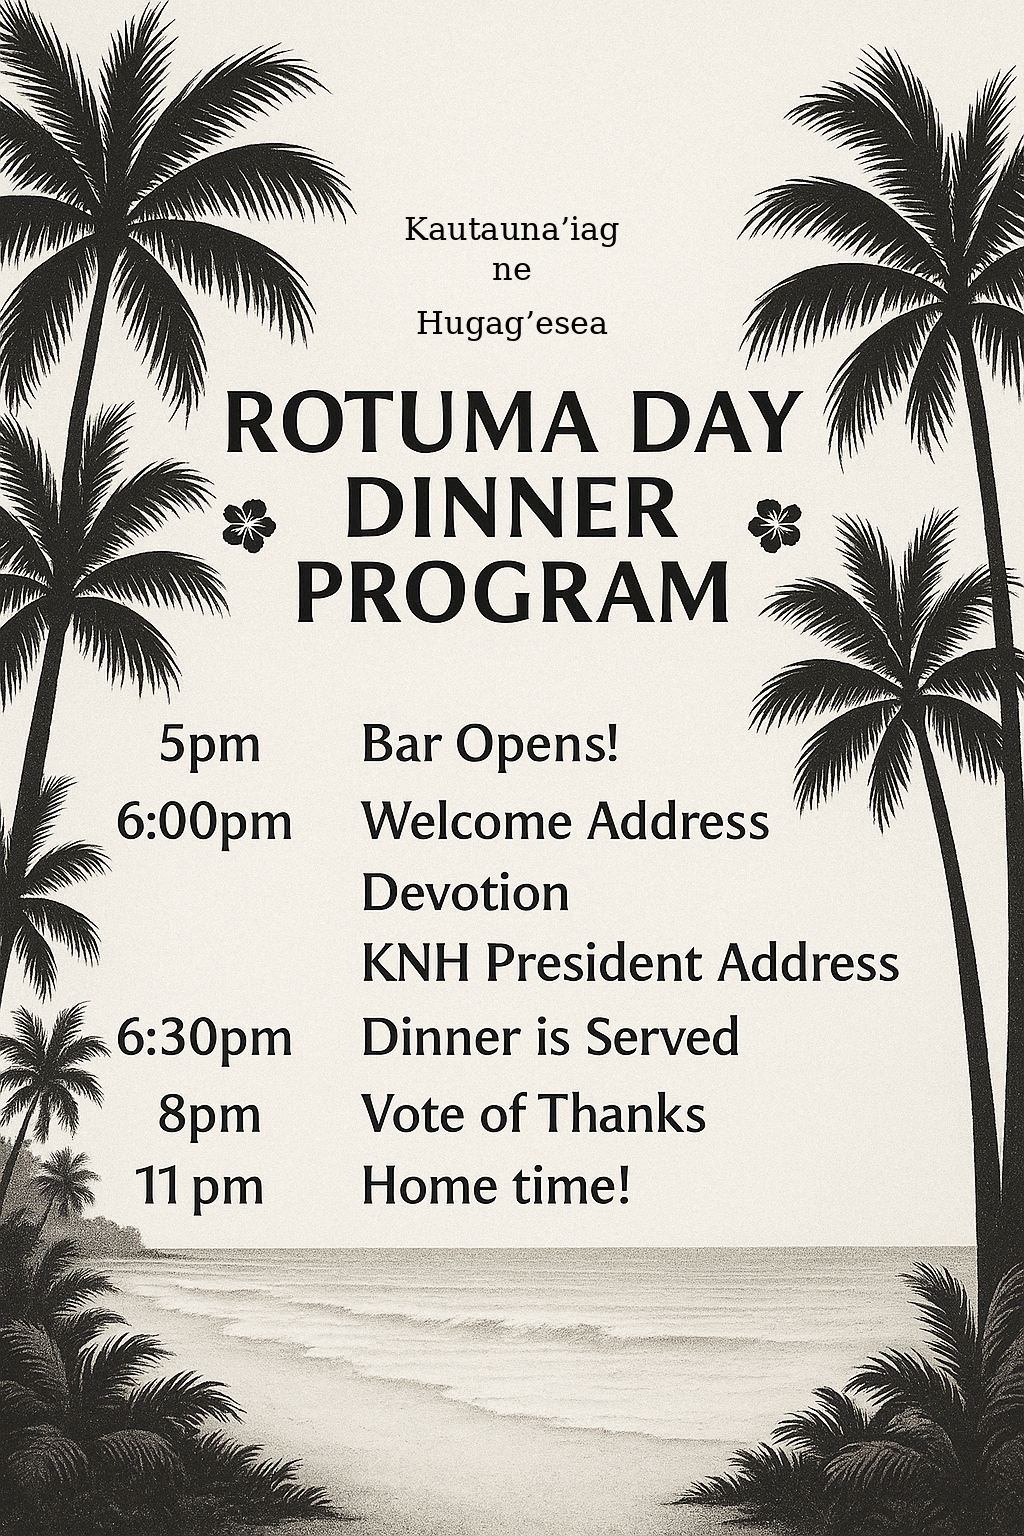 Kautauna’iag
ne
Hugag’esea
ROTUMA DAY
DINNER
PROGRAM
5pm Bar Opens!
6:00pm Welcome Address
Devotion
KNH President Address
6:30pm Dinner is Served
8pm Vote of Thanks
11 pm Home time!